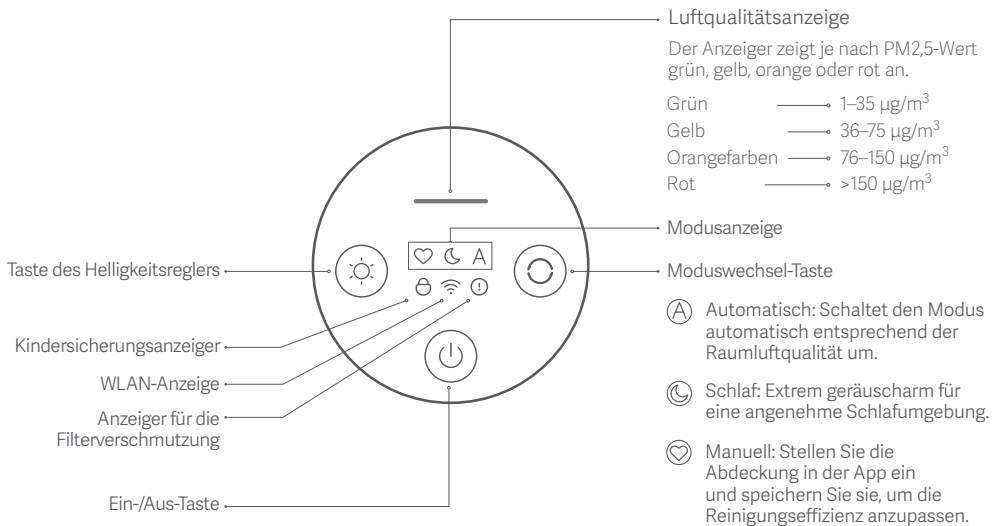 Luftqualitätsanzeige
Der Anzeiger zeigt je nach PM2,5-Wert
grün, gelb, orange oder rot an.
Grün 1–35 µg/m³
Gelb 36–75 µg/m³
Orangefarben 76–150 µg/m³
Rot >150 µg/m³
Modusanzeige
Moduswechsel-Taste
A Automatisch: Schaltet den Modus
automatisch entsprechend der
Raumluftqualität um.
Schlaf: Extrem geräuscharm für
eine angenehme Schlafumgebung.
Manuell: Stellen Sie die
Abdeckung in der App ein
und speichern Sie sie, um die
Reinigungseffizienz anzupassen.
A
Taste des Helligkeitsreglers
Kindersicherungsanzeiger
WLAN-Anzeige
Anzeiger für die
Filterverschmutzung
Ein-/Aus-Taste